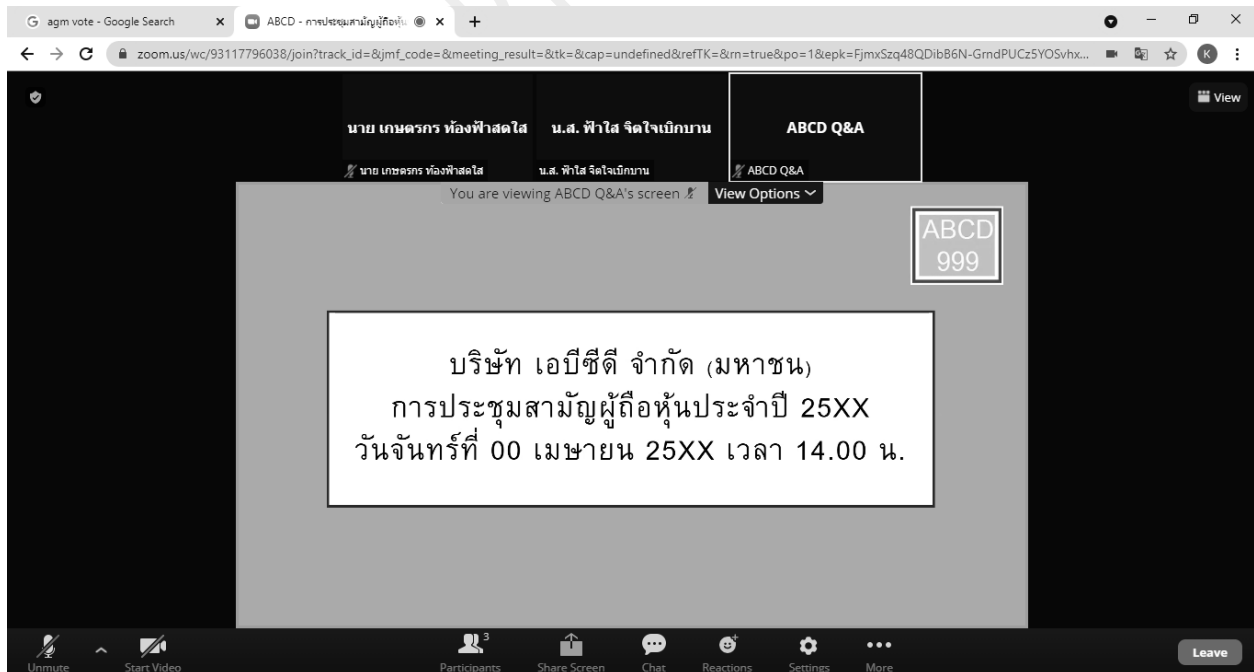 agm vote - Google Search
ABCD - การประชุมสามัญผู้ถือหุ้น
zoom.us/wc/93117796038/join?track_id=&jmf_code=&meeting_result=&tk=&cap=undefined&refTK=&rn=true&po=1&epk=FjmxSzq48QDibB6N-GrndPUCz5YOSvhx...
K
View
นาย เกษตรกร ท้องฟ้าสดใส
น.ส. ฟ้าใส จิตใจเบิกบาน
ABCD Q&A
นาย เกษตรกร ท้องฟ้าสดใส
น.ส. ฟ้าใส จิตใจเบิกบาน
ABCD Q&A
You are viewing ABCD Q&A's screen
View Options
ABCD
999
บริษัท เอบีซีดี จำกัด (มหาชน)
การประชุมสามัญผู้ถือหุ้นประจำปี 25XX
วันจันทร์ที่ 00 เมษายน 25XX เวลา 14.00 น.
Unmute
Start Video
Participants
3
Share Screen
Chat
Reactions
Settings
More
Leave